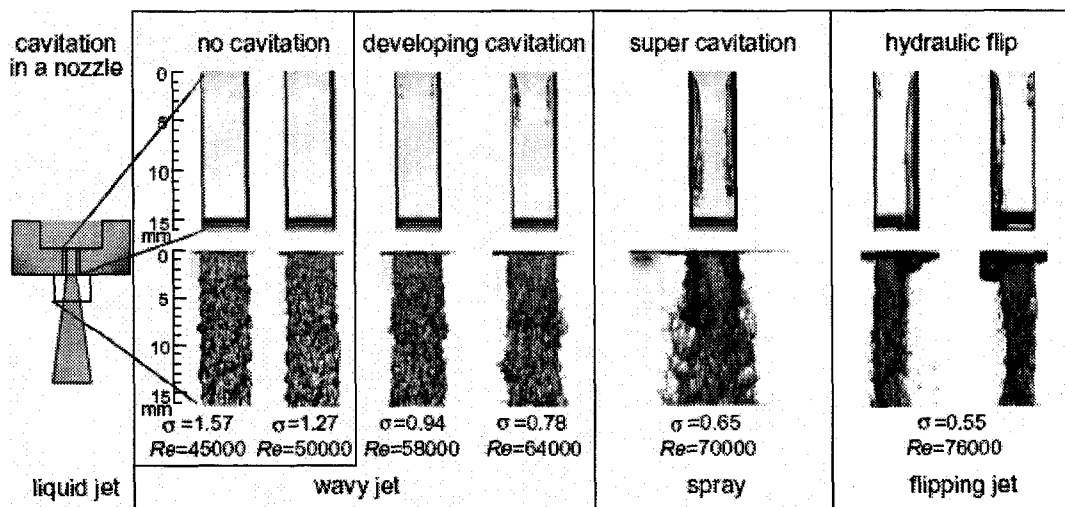 cavitation
in a nozzle
no cavitation
developing cavitation
super cavitation
hydraulic flip
0
5
10
15
mm
0
5
10
15
mm
σ=1.57
Re=45000
σ=1.27
Re=50000
σ=0.94
Re=58000
σ=0.78
Re=64000
σ=0.65
Re=70000
σ=0.55
Re=76000
liquid jet
wavy jet
spray
flipping jet